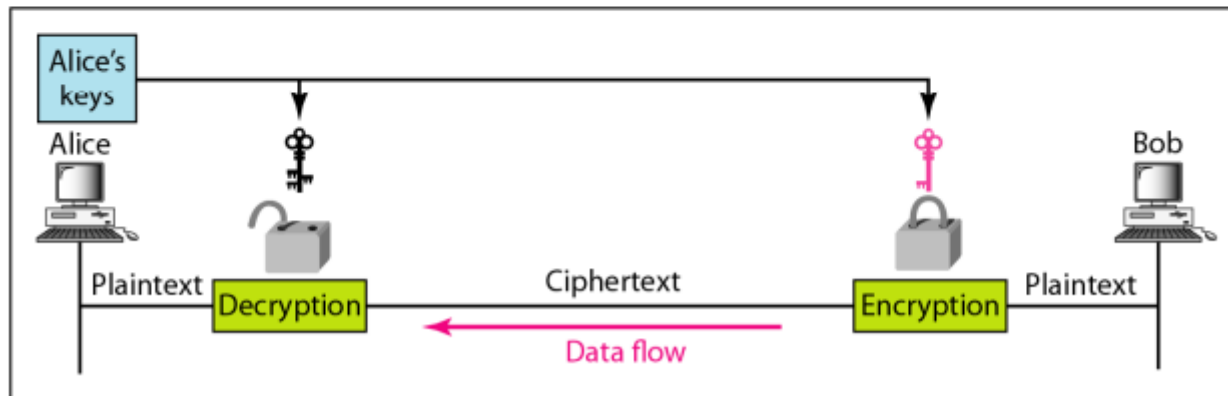 Alice's
keys
Alice
Bob
Plaintext
Decryption
Ciphertext
Encryption
Plaintext
Data flow